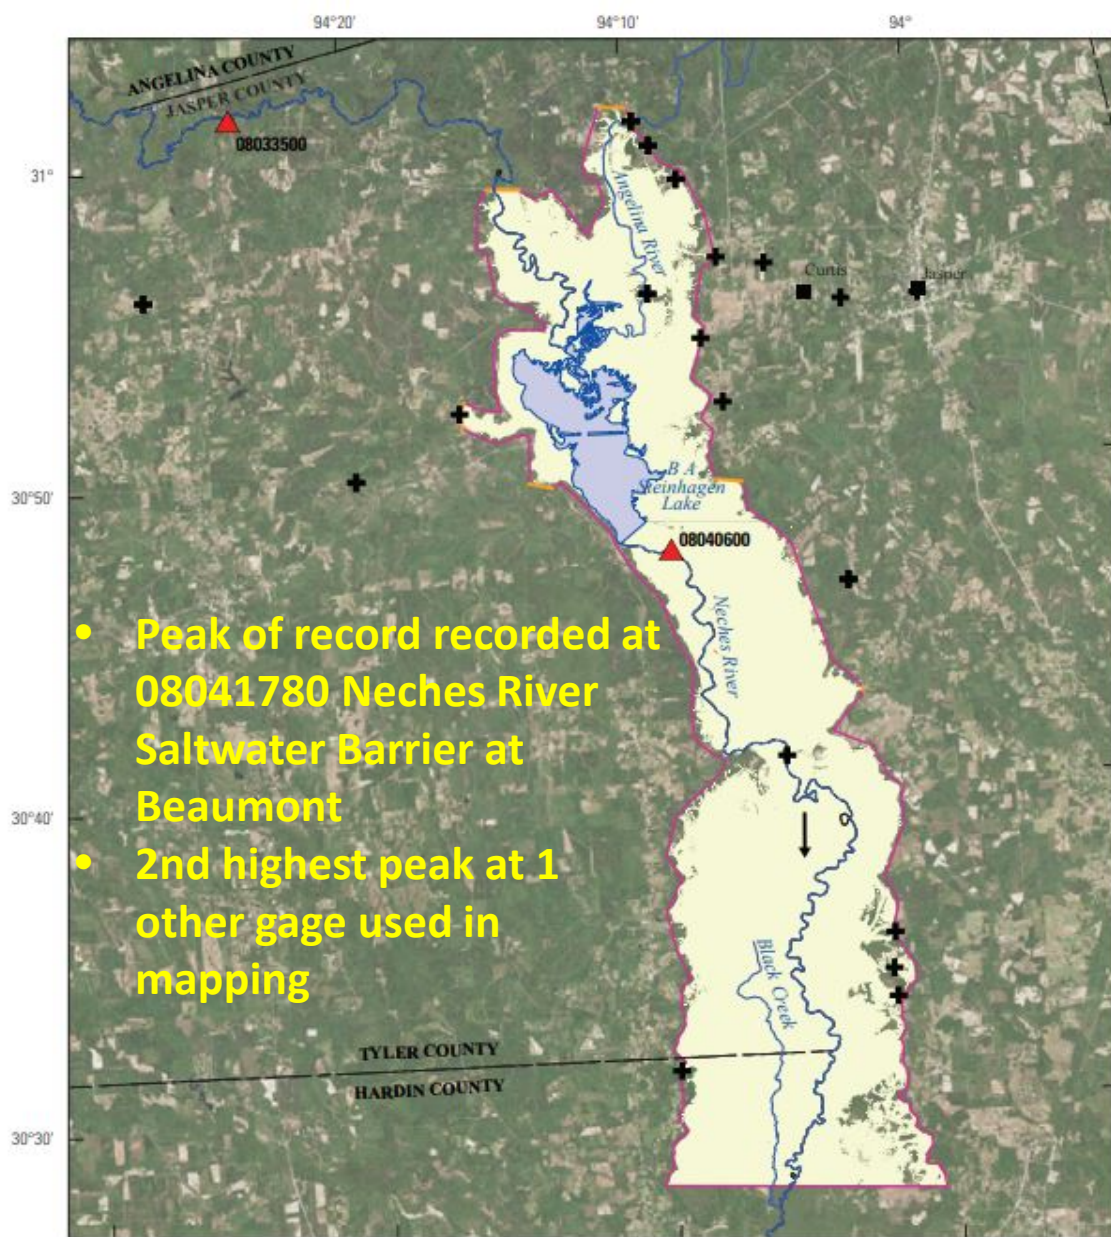 94°20'
94°10'
94°
ANGELINA COUNTY
JASPER COUNTY
08033500
31°
Angelina River
Curtis
Jasper
B A
Steinhagen
Lake
30°50'
08040600
Neches River
• Peak of record recorded at
08041780 Neches River
Saltwater Barrier at
Beaumont
• 2nd highest peak at 1
other gage used in
mapping
30°40'
Black Creek
TYLER COUNTY
HARDIN COUNTY
30°30'